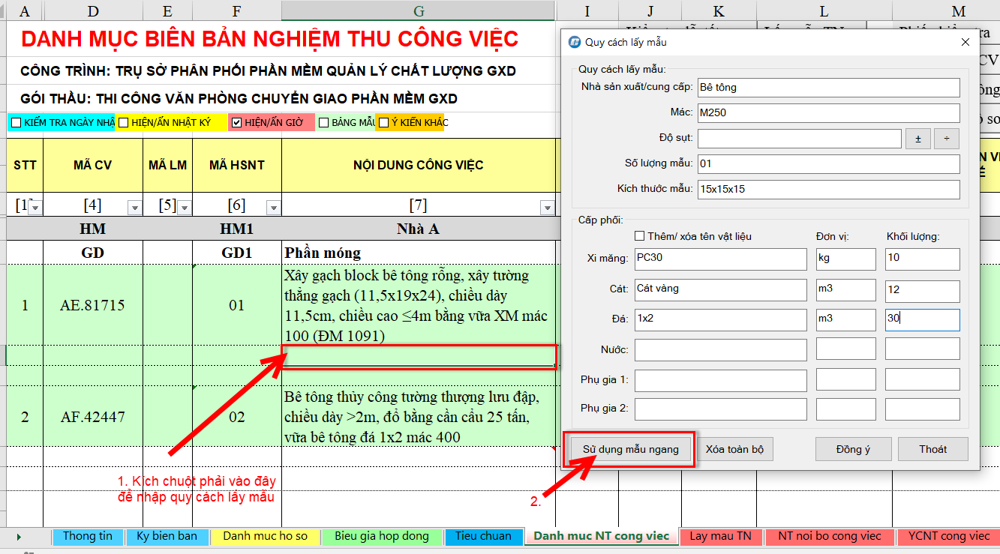 A D E F G I J K L M
DANH MỤC BIÊN BẢN NGHIỆM THU CÔNG VIỆC
CÔNG TRÌNH: TRỤ SỞ PHÂN PHỐI PHẦN MỀM QUẢN LÝ CHẤT LƯỢNG GXD
GÓI THẦU: THI CÔNG VĂN PHÒNG CHUYỂN GIAO PHẦN MỀM GXD
KIỂM TRA NGÀY NHẬ HIỆN/ẨN NHẬT KÝ HIỆN/ẨN GIỜ BẢNG MẪU Ý KIẾN KHÁC
STT MÃ CV MÃ LM MÃ HSNT NỘI DUNG CÔNG VIỆC
[1] [4] [5] [6] [7]
HM HM1 Nhà A
GD GD1 Phần móng
1 AE.81715 01 Xây gạch block bê tông rỗng, xây tường
thẳng gạch (11,5x19x24), chiều dày
11,5cm, chiều cao ≤4m bằng vữa XM mác
100 (ĐM 1091)
2 AF.42447 02 Bê tông thủy công tường thượng lưu đập,
chiều dày >2m, đổ bằng cần cẩu 25 tấn,
vữa bê tông đá 1x2 mác 400
1. Kích chuột phải vào đây
để nhập quy cách lấy mẫu
2.
Quy cách lấy mẫu
Quy cách lấy mẫu:
Nhà sản xuất/cung cấp: Bê tông
Mác: M250
Độ sụt: ± ÷
Số lượng mẫu: 01
Kích thước mẫu: 15x15x15
Cấp phối:
Thêm/ xóa tên vật liệu Đơn vị: Khối lượng:
Xi măng: PC30 kg 10
Cát: Cát vàng m3 12
Đá: 1x2 m3 30
Nước:
Phụ gia 1:
Phụ gia 2:
Sử dụng mẫu ngang Xóa toàn bộ Đồng ý Thoát
Thong tin Ky bien ban Danh muc ho so Bieu gia hop dong Tieu chuan Danh muc NT cong viec Lay mau TN NT noi bo cong viec YCNT cong viec